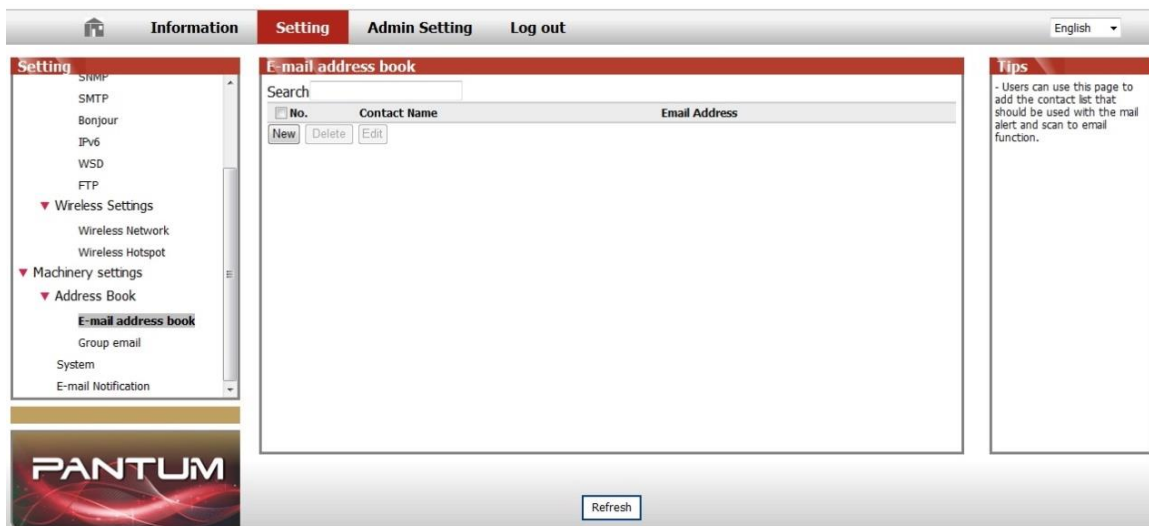 Information Setting Admin Setting Log out English
Setting
SNMP
SMTP
Bonjour
IPv6
WSD
FTP
Wireless Settings
Wireless Network
Wireless Hotspot
Machinery settings
Address Book
E-mail address book
Group email
System
E-mail Notification
PANTUM
E-mail address book
Search
No. Contact Name Email Address
New Delete Edit
Refresh
Tips
- Users can use this page to
add the contact list that
should be used with the mail
alert and scan to email
function.